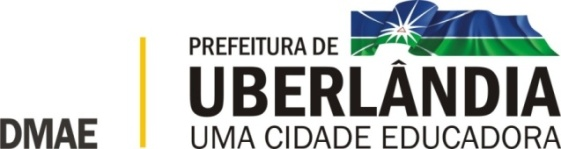 DMAE
PREFEITURA DE
UBERLÂNDIA
UMA CIDADE EDUCADORA